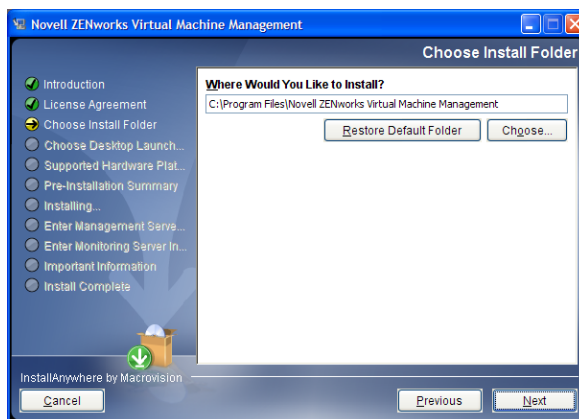 Novell ZENworks Virtual Machine Management
Choose Install Folder
Introduction
License Agreement
Choose Install Folder
Choose Desktop Launch...
Supported Hardware Plat...
Pre-Installation Summary
Installing...
Enter Management Serve...
Enter Monitoring Server In...
Important Information
Install Complete
Where Would You Like to Install?
C:\Program Files\Novell ZENworks Virtual Machine Management
Restore Default Folder
Choose...
InstallAnywhere by Macrovision
Cancel
Previous
Next